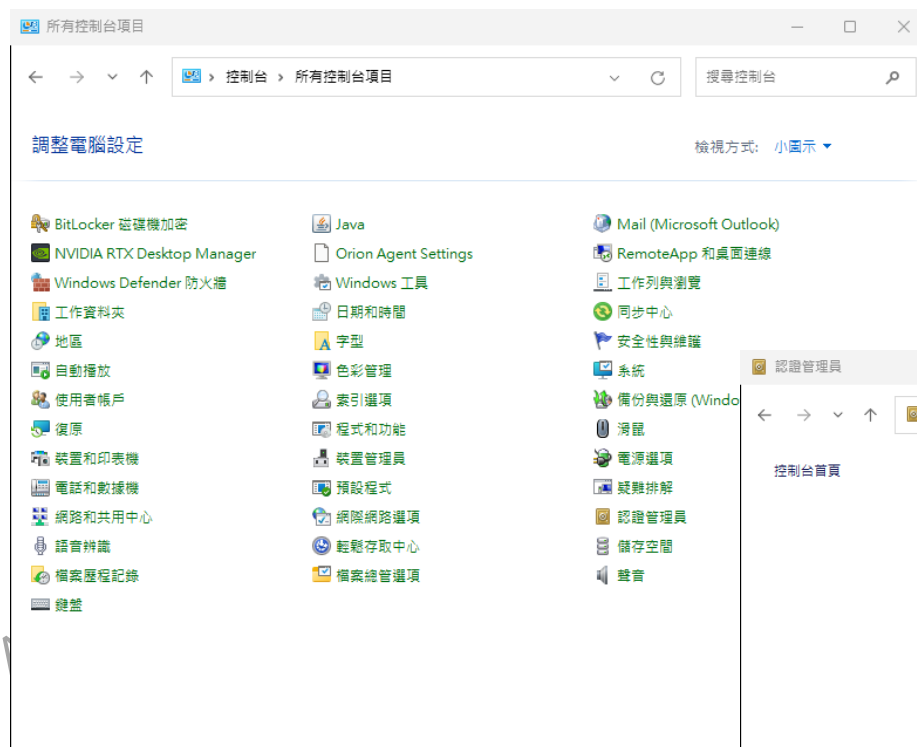 所有控制台項目
控制台 > 所有控制台項目
搜尋控制台
調整電腦設定
檢視方式: 小圖示
BitLocker 磁碟機加密
Java
Mail (Microsoft Outlook)
NVIDIA RTX Desktop Manager
Orion Agent Settings
RemoteApp 和桌面連線
Windows Defender 防火牆
Windows 工具
工作列與瀏覽
工作資料夾
日期和時間
同步中心
地區
字型
安全性與維護
自動播放
色彩管理
系統
使用者帳戶
索引選項
備份與還原 (Windo
復原
程式和功能
滑鼠
裝置和印表機
裝置管理員
電源選項
電話和數據機
預設程式
疑難排解
網路和共用中心
網際網路選項
認證管理員
語音辨識
輕鬆存取中心
儲存空間
檔案歷程記錄
檔案總管選項
聲音
鍵盤
認證管理員
控制台首頁